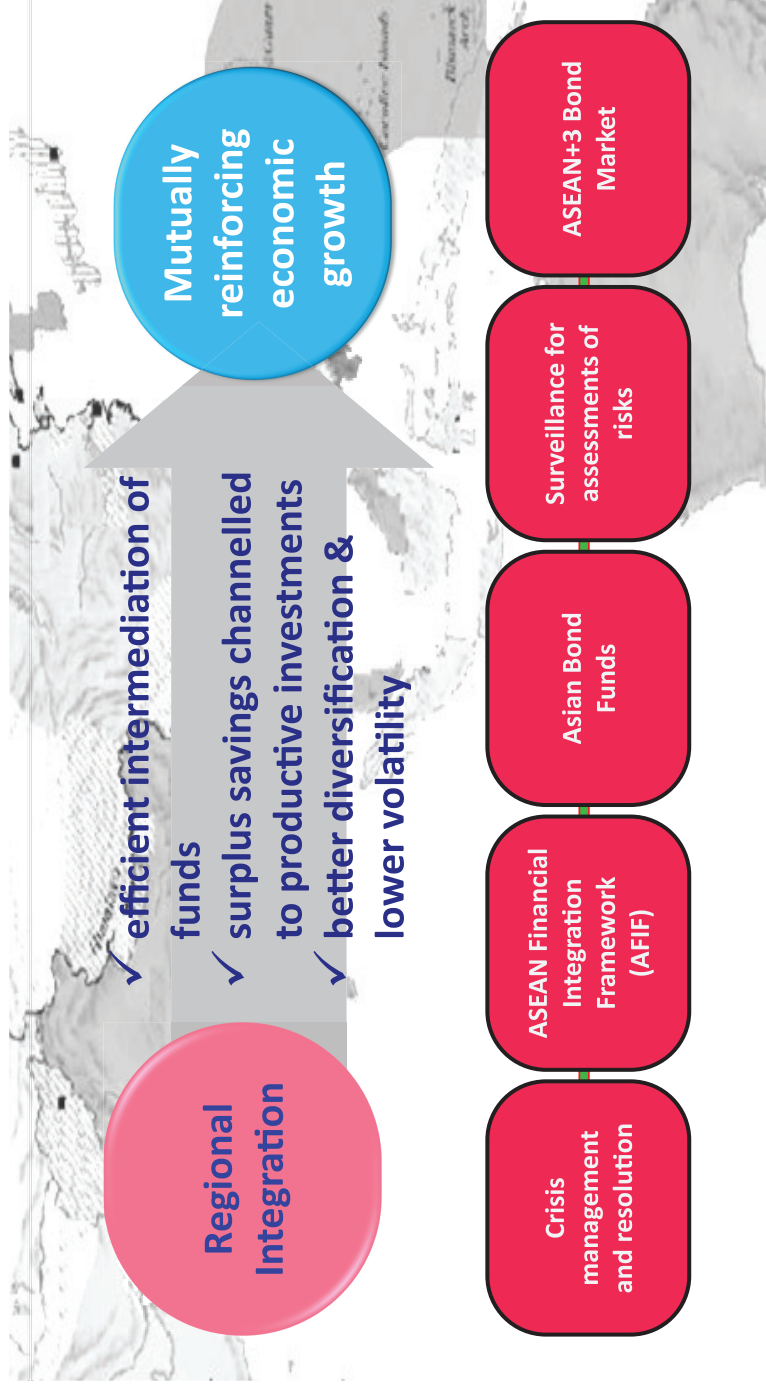 Regional
Integration
✓ efficient intermediation of
funds
✓ surplus savings channelled
to productive investments
✓ better diversification &
lower volatility
Mutually
reinforcing
economic
growth
Crisis
management
and resolution
ASEAN Financial
Integration
Framework
(AFIF)
Asian Bond
Funds
Surveillance for
assessments of
risks
ASEAN+3 Bond
Market